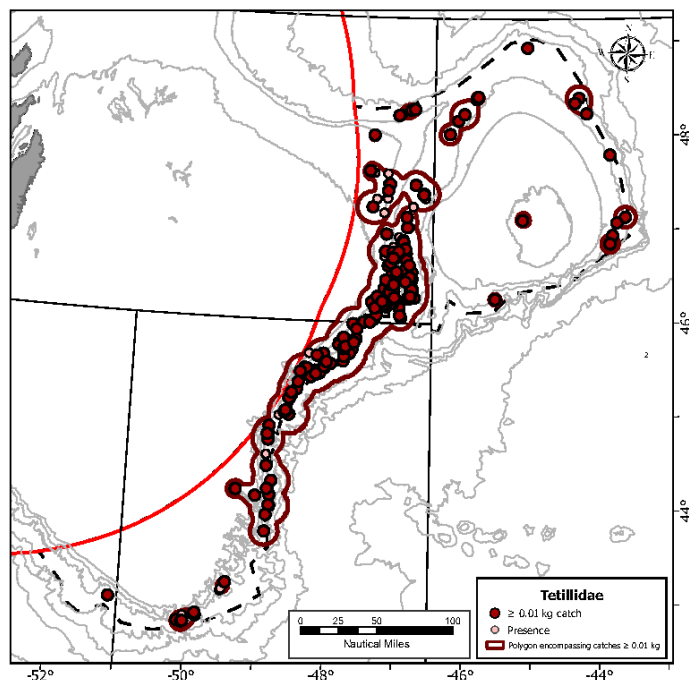 N
E
48°
46°
2
44°
Tetillidae
≥ 0.01 kg catch
Presence
Polygon encompassing catches ≥ 0.01 kg
0 25 50 100
Nautical Miles
-52° -50° -48° -46° -44°